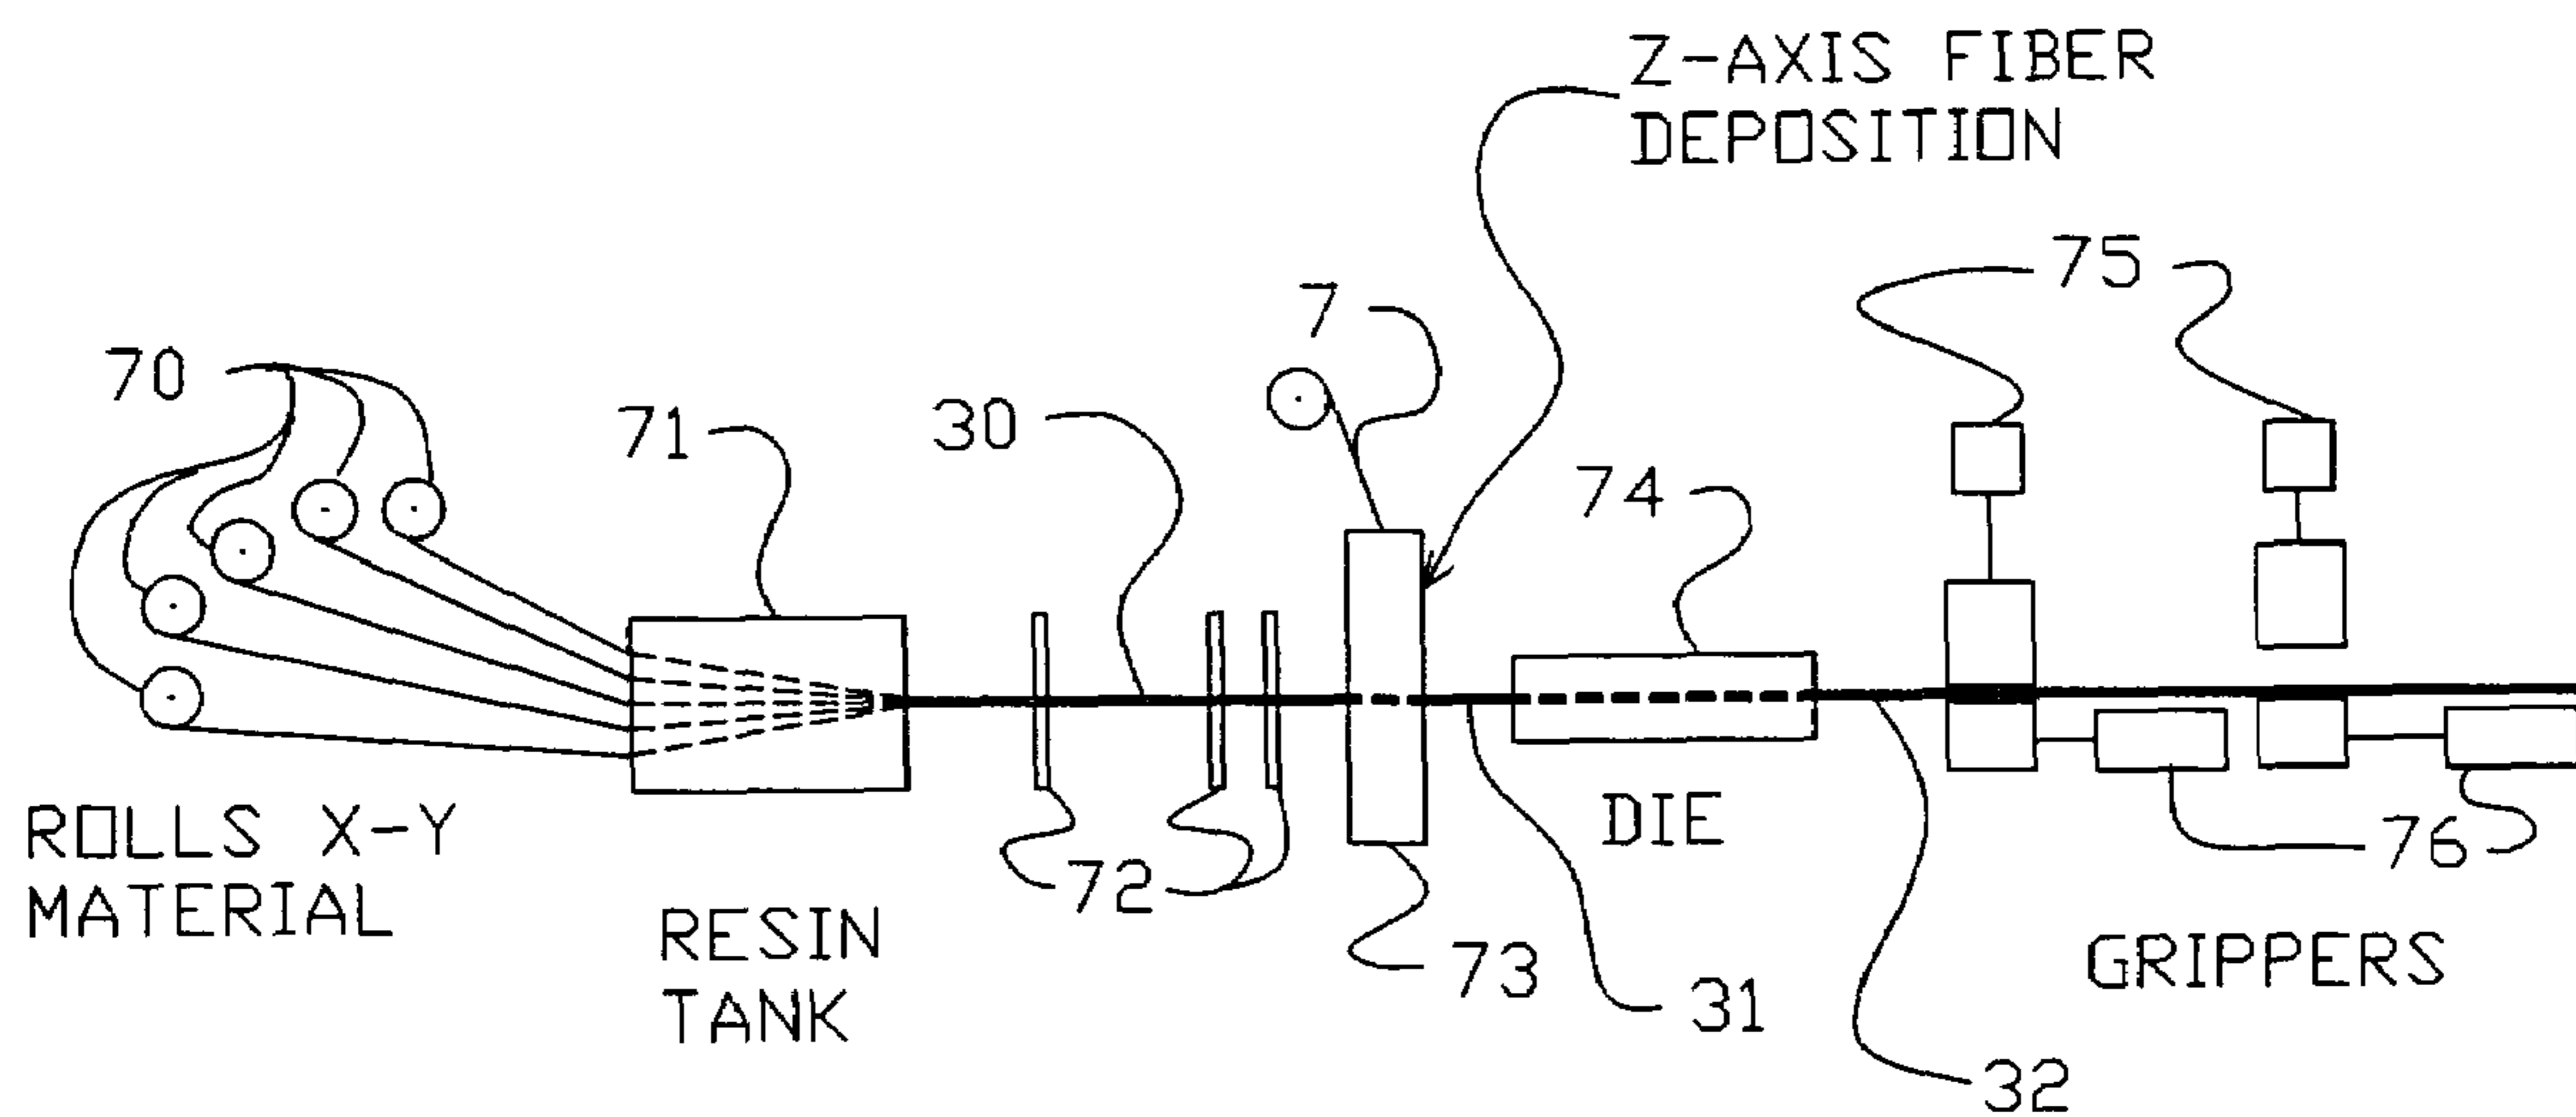 Z-AXIS FIBER
DEPOSITION
75
7
70
71
30
74
ROLLS X-Y
MATERIAL
DIE
76
72
RESIN
TANK
73
GRIPPERS
31
32